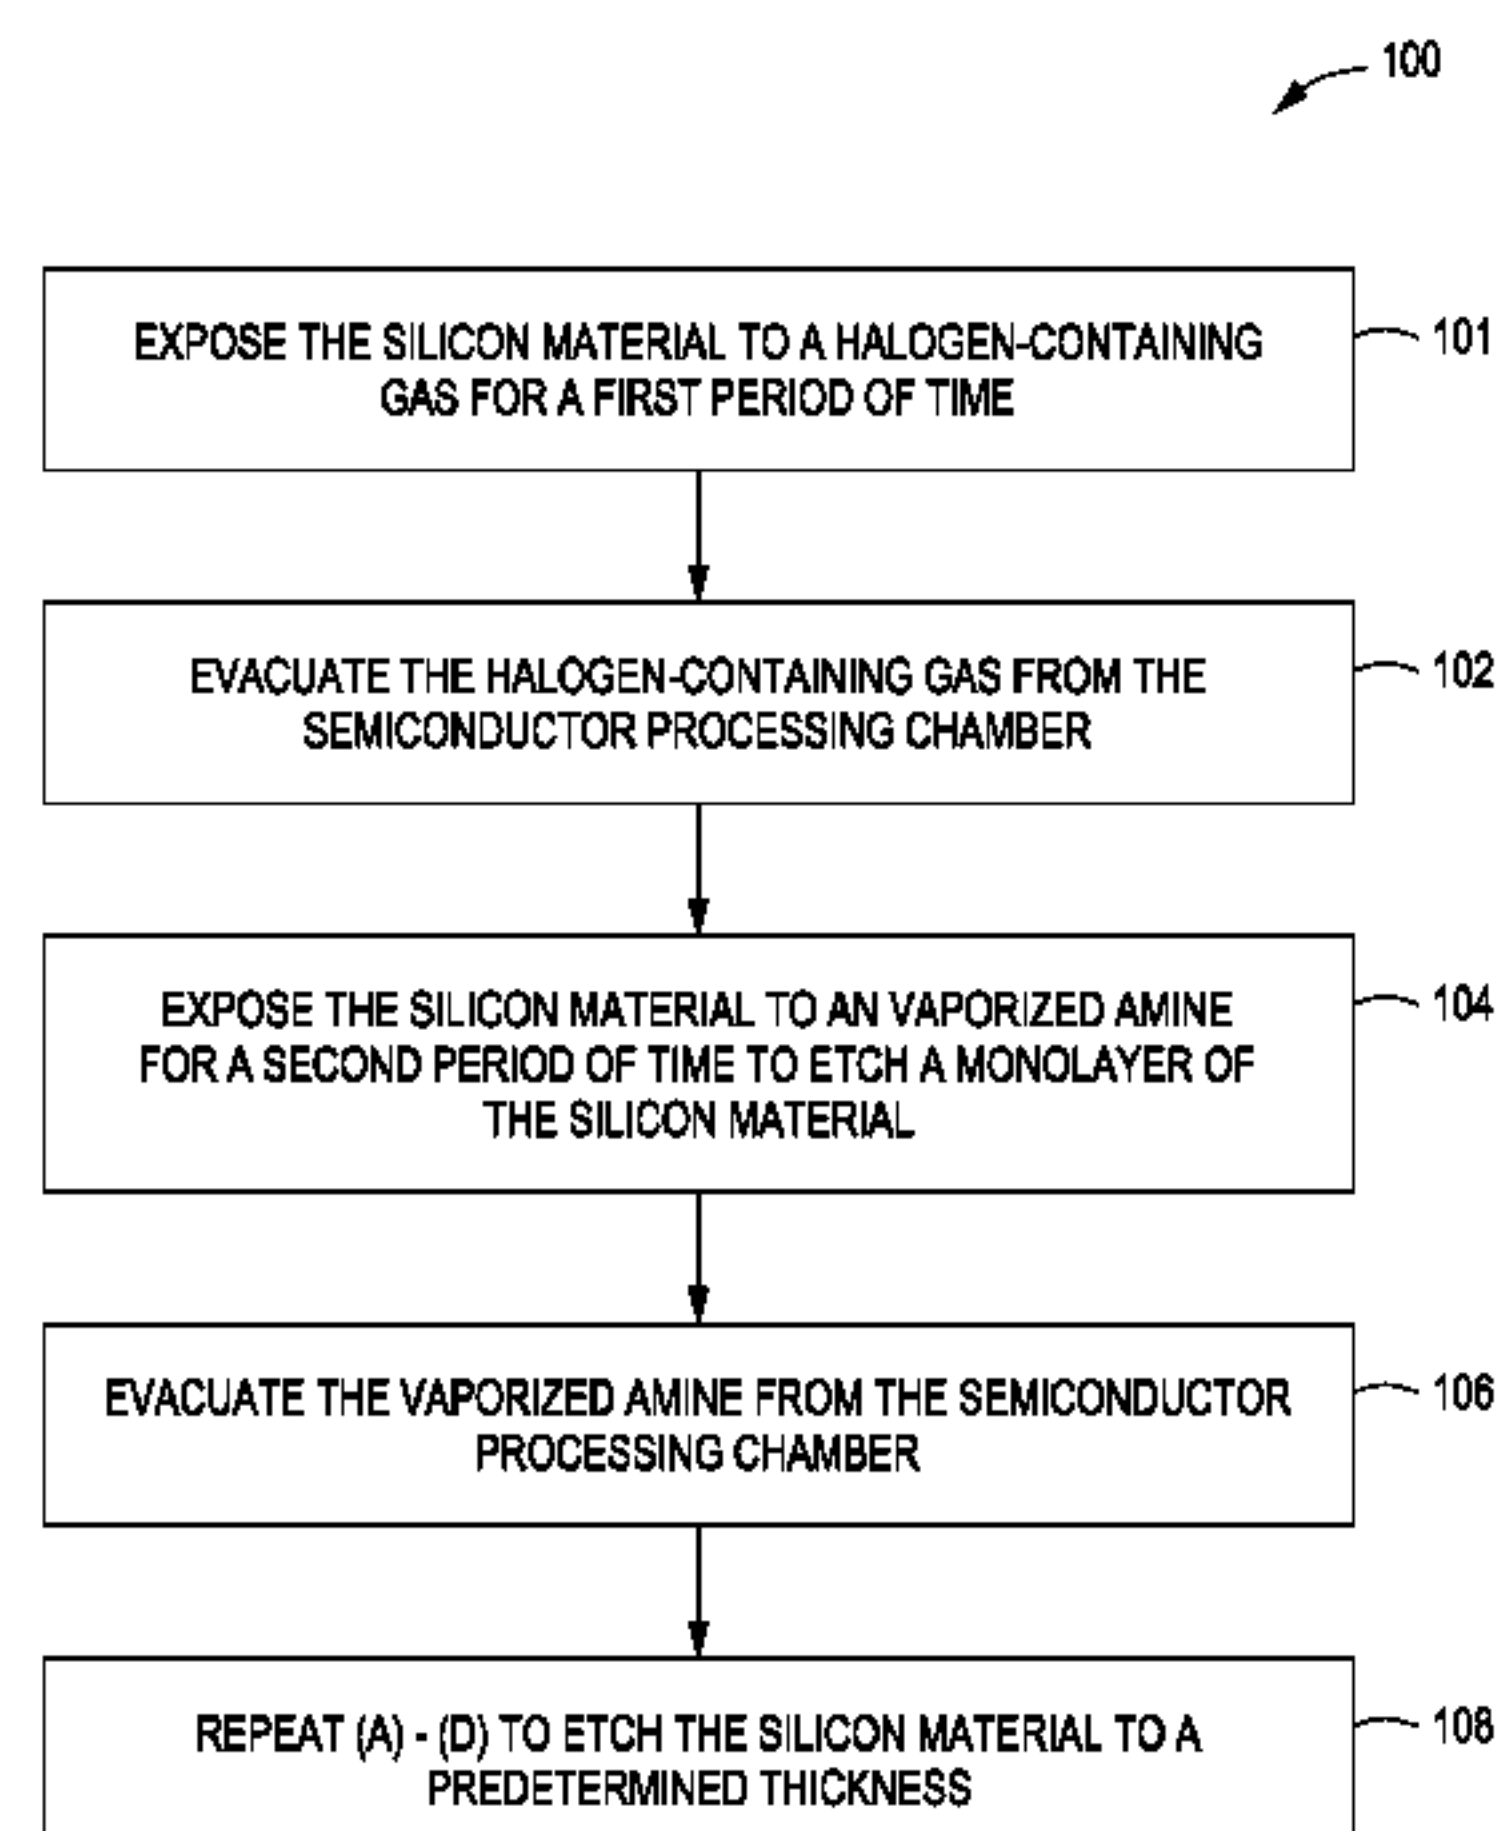 100
EXPOSE THE SILICON MATERIAL TO A HALOGEN-CONTAINING
GAS FOR A FIRST PERIOD OF TIME
101
EVACUATE THE HALOGEN-CONTAINING GAS FROM THE
SEMICONDUCTOR PROCESSING CHAMBER
102
EXPOSE THE SILICON MATERIAL TO AN VAPORIZED AMINE
FOR A SECOND PERIOD OF TIME TO ETCH A MONOLAYER OF
THE SILICON MATERIAL
104
EVACUATE THE VAPORIZED AMINE FROM THE SEMICONDUCTOR
PROCESSING CHAMBER
106
REPEAT (A) - (D) TO ETCH THE SILICON MATERIAL TO A
PREDETERMINED THICKNESS
108